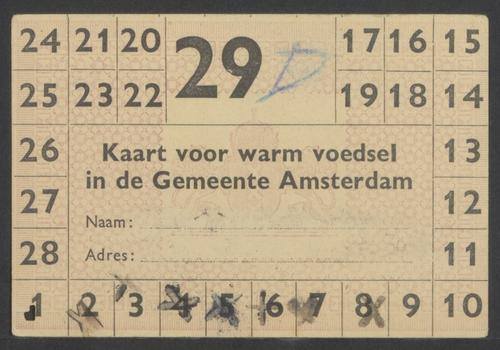 24 21 20 29 D 17 16 15
25 23 22 19 18 14
26 Kaart voor warm voedsel 13
27 in de Gemeente Amsterdam 12
Naam:
28 Adres: 11
1 2 3 4 5 6 7 8 9 10